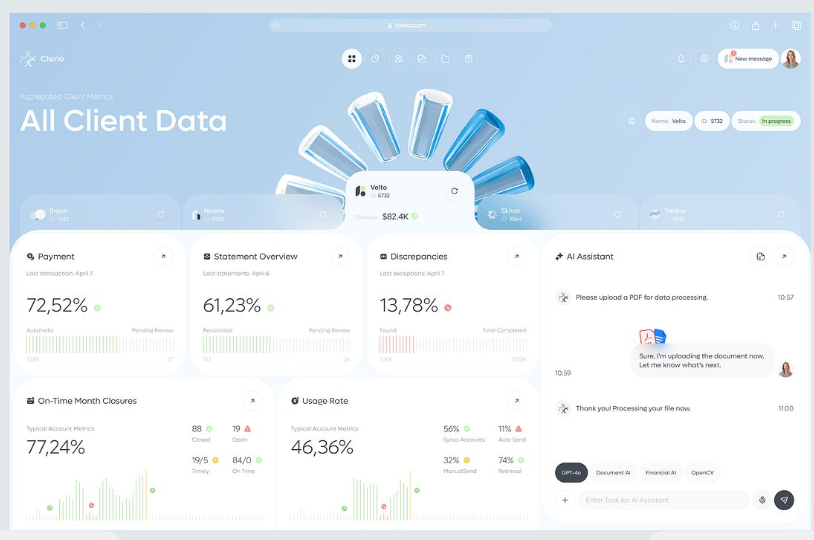 clerio.com
Clerio
New message
Aggregated Client Metrics
All Client Data
Name: Velto
ID: 5732
Status: In progress
Velto
ID: 5732
Revenue: $82.4K
Skivor
Payment
Last transaction: April 7
72,52%
Automatic
Pending Review
17
Statement Overview
Last statements: April 6
61,23%
Reconciled
Pending Review
Discrepancies
Last exceptions: April 7
13,78%
Found
Total Completed
On-Time Month Closures
Typical Account Metrics
77,24%
88
Closed
19
Open
19/5
Timely
84/0
On Time
Usage Rate
Typical Account Metrics
46,36%
56%
Syncs Accounts
11%
Auto Send
32%
ManualSend
74%
Retrieval
AI Assistant
Please upload a PDF for data processing.
10:57
Sure, I'm uploading the document now.
Let me know what's next.
10:59
Thank you! Processing your file now.
11:00
GPT-4o
Document AI
Financial AI
OpenCV
Enter Task for AI Assistant